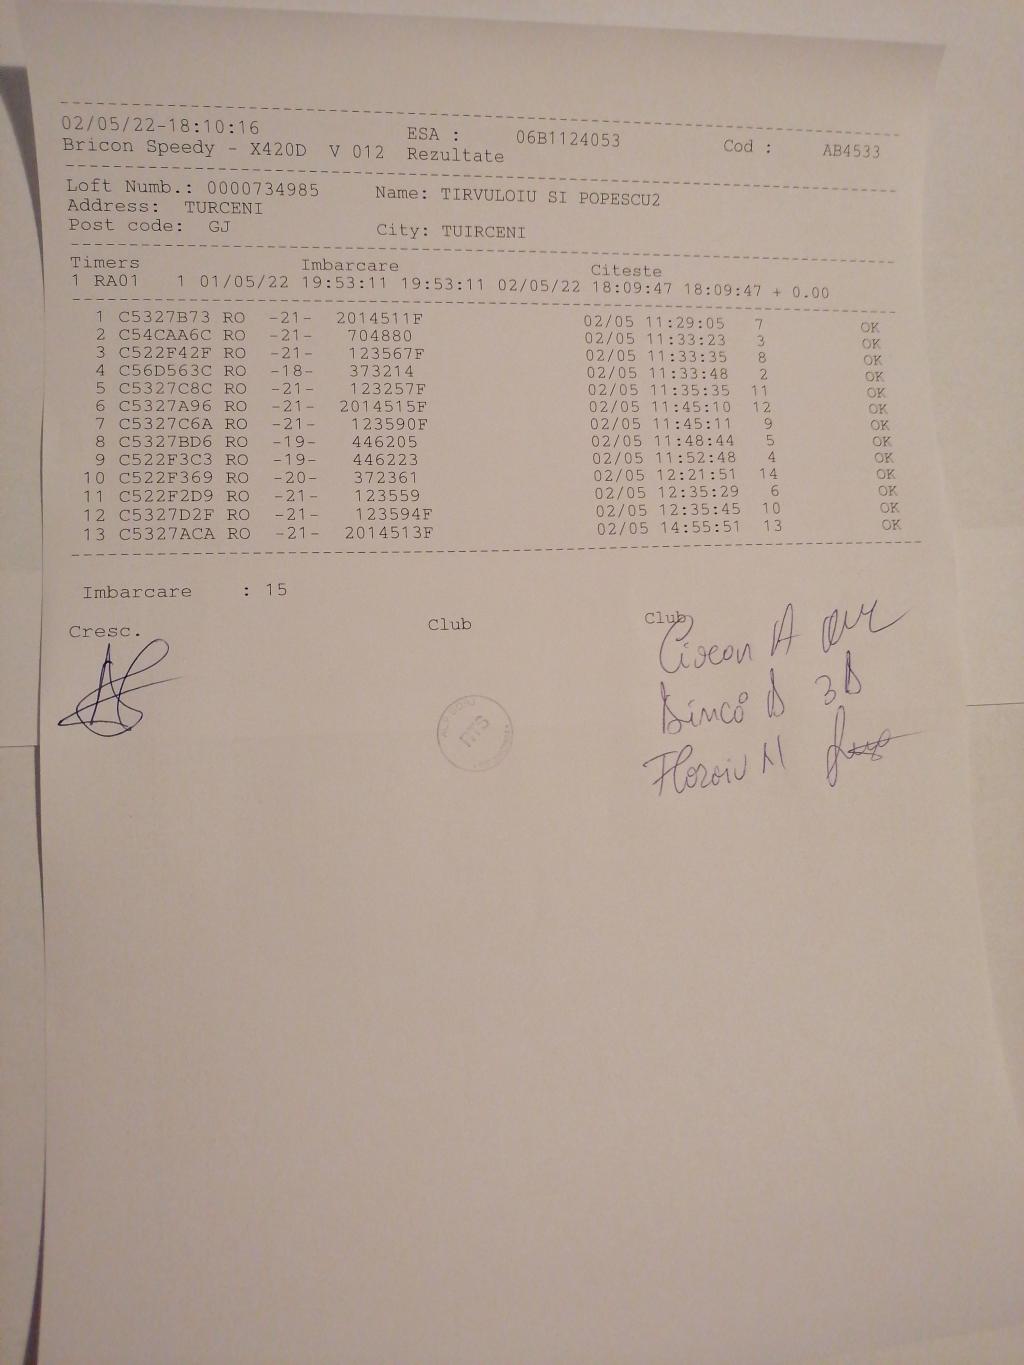 02/05/22-18:10:16 ESA : 06B1124053 Cod : AB4533
Bricon Speedy - X420D V 012 Rezultate
Loft Numb.: 0000734985 Name: TIRVULOIU SI POPESCU2
Address: TURCENI
Post code: GJ City: TUIRCENI
Timers Imbarcare Citeste
1 RA01 1 01/05/22 19:53:11 19:53:11 02/05/22 18:09:47 18:09:47 + 0.00
1 C5327B73 RO -21- 2014511F 02/05 11:29:05 7 OK
2 C54CAA6C RO -21- 704880 02/05 11:33:23 3 OK
3 C522F42F RO -21- 123567F 02/05 11:33:35 8 OK
4 C56D563C RO -18- 373214 02/05 11:33:48 2 OK
5 C5327C8C RO -21- 123257F 02/05 11:35:35 11 OK
6 C5327A96 RO -21- 2014515F 02/05 11:45:10 12 OK
7 C5327C6A RO -21- 123590F 02/05 11:45:11 9 OK
8 C5327BD6 RO -19- 446205 02/05 11:48:44 5 OK
9 C522F3C3 RO -19- 446223 02/05 11:52:48 4 OK
10 C522F369 RO -20- 372361 02/05 12:21:51 14 OK
11 C522F2D9 RO -21- 123559 02/05 12:35:29 6 OK
12 C5327D2F RO -21- 123594F 02/05 12:35:45 10 OK
13 C5327ACA RO -21- 2014513F 02/05 14:55:51 13 OK
Imbarcare : 15
Cresc. Club Club
Floroiu M